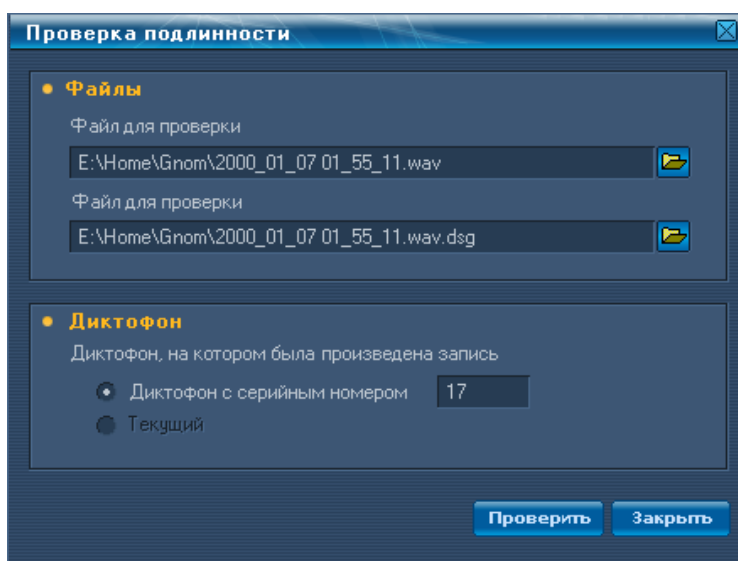 Проверка подлинности
Файлы
Файл для проверки
E:\Home\Gnom\2000_01_07 01_55_11.wav
Файл для проверки
E:\Home\Gnom\2000_01_07 01_55_11.wav.dsg
Диктофон
Диктофон, на котором была произведена запись
Диктофон с серийным номером 17
Текущий
Проверить Закрыть